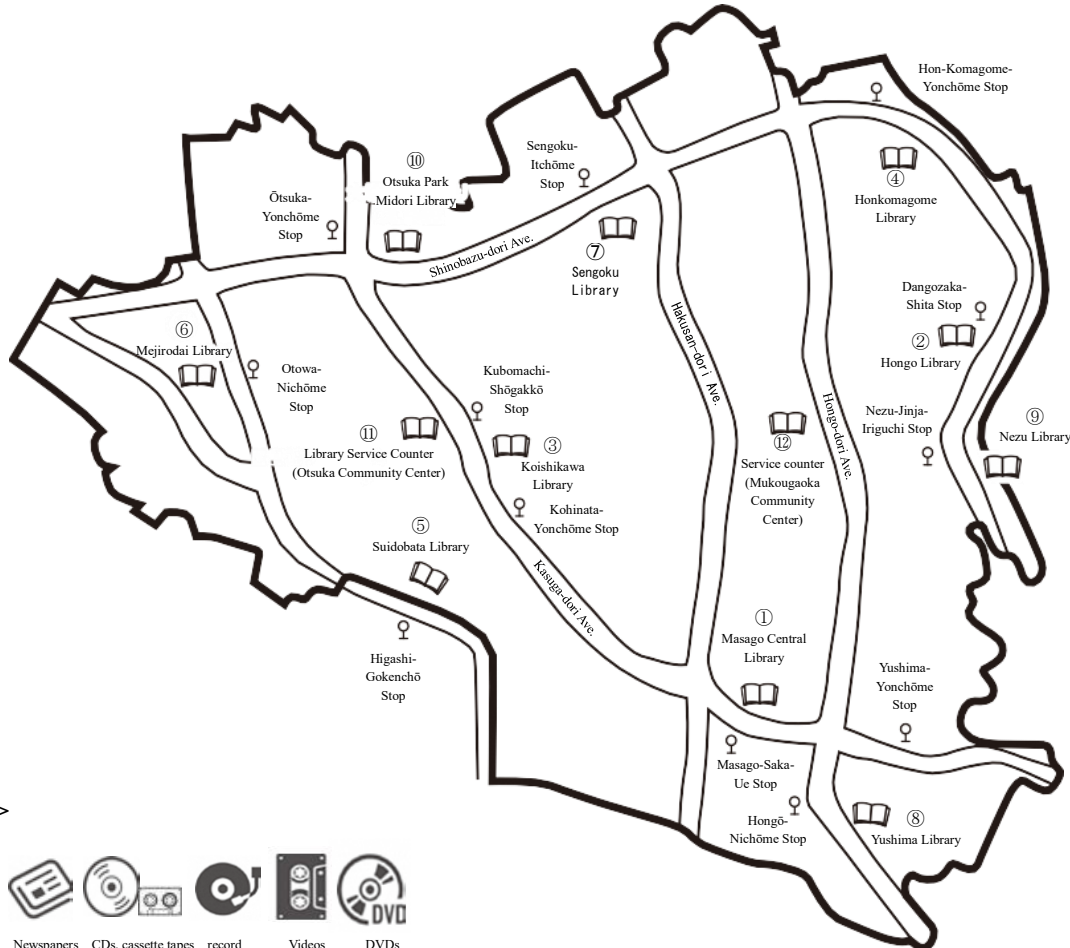 Hon-Komagome-
Yonchōme Stop
④
Honkomagome
Library
Sengoku-
Itchōme
Stop
⑩
Otsuka Park
Midori Library
Ōtsuka-
Yonchōme
Stop
Shinobazu-dori Ave.
⑦
Sengoku
Library
Dangozaka-
Shita Stop
②
Hongo Library
⑥
Mejirodai Library
Otowa-
Nichōme
Stop
Kubomachi-
Shōgakkō
Stop
Hakusan-dori Ave.
Hongo-dori Ave.
Nezu-Jinja-
Iriguchi Stop
⑨
Nezu Library
⑪
Library Service Counter
(Otsuka Community Center)
③
Koishikawa
Library
⑫
Service counter
(Mukougaoka
Community
Center)
Kohinata-
Yonchōme Stop
⑤
Suidobata Library
Kasuga-dori Ave.
①
Masago Central
Library
Higashi-
Gokenchō
Stop
Yushima-
Yonchōme
Stop
Masago-Saka-
Ue Stop
Hongō-
Nichōme Stop
⑧
Yushima Library
>
DVD
Newspapers CDs, cassette tapes record Videos DVDs